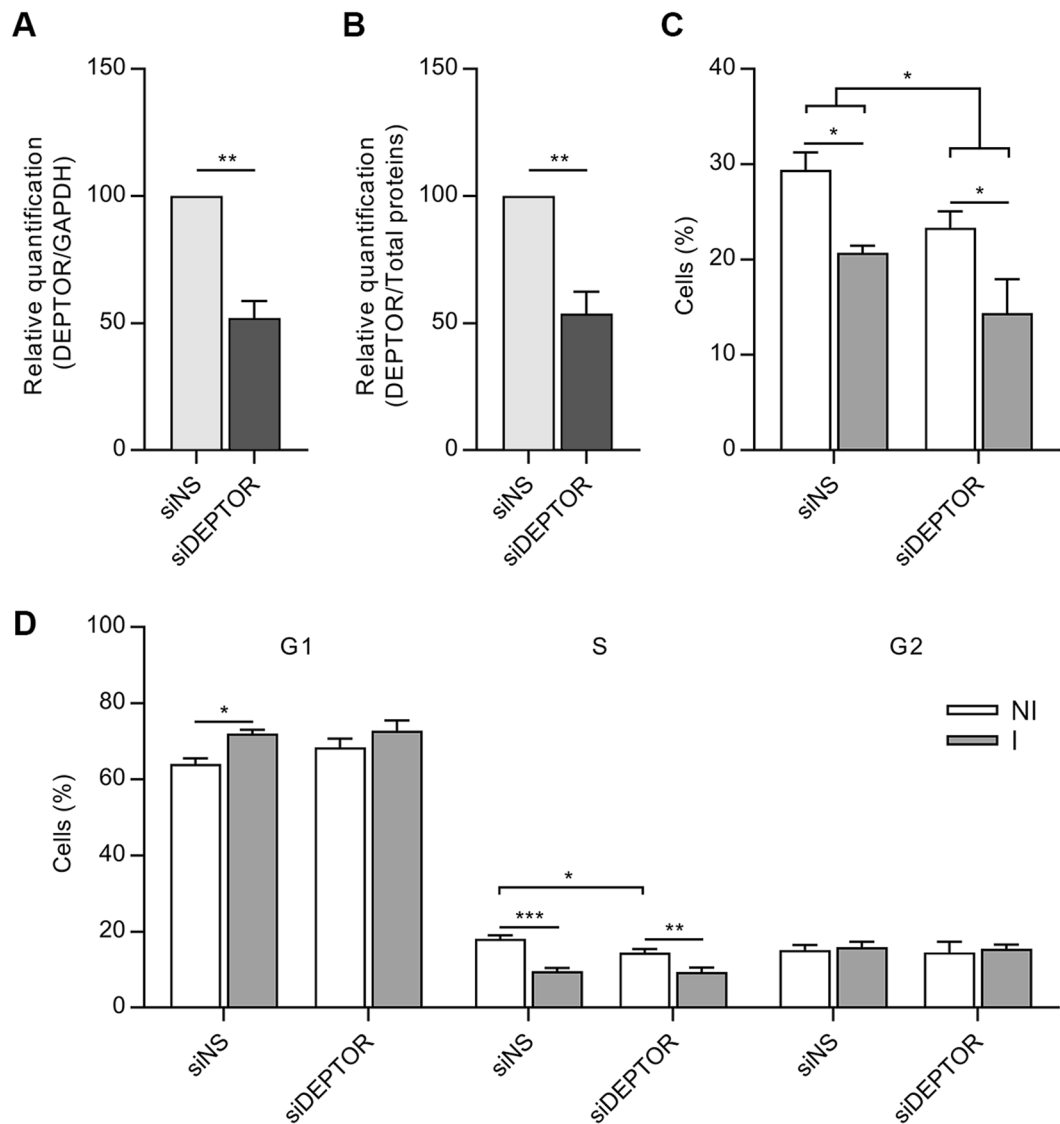 A
Relative quantification
(DEPTOR/GAPDH)
150
100
50
0
**
siNS
siDEPTOR
B
Relative quantification
(DEPTOR/Total proteins)
150
100
50
0
**
siNS
siDEPTOR
C
Cells (%)
40
30
20
10
0
*
*
*
siNS
siDEPTOR
D
Cells (%)
100
80
60
40
20
0
G1
S
G2
*
*
***
**
NI
I
siNS
siDEPTOR
siNS
siDEPTOR
siNS
siDEPTOR